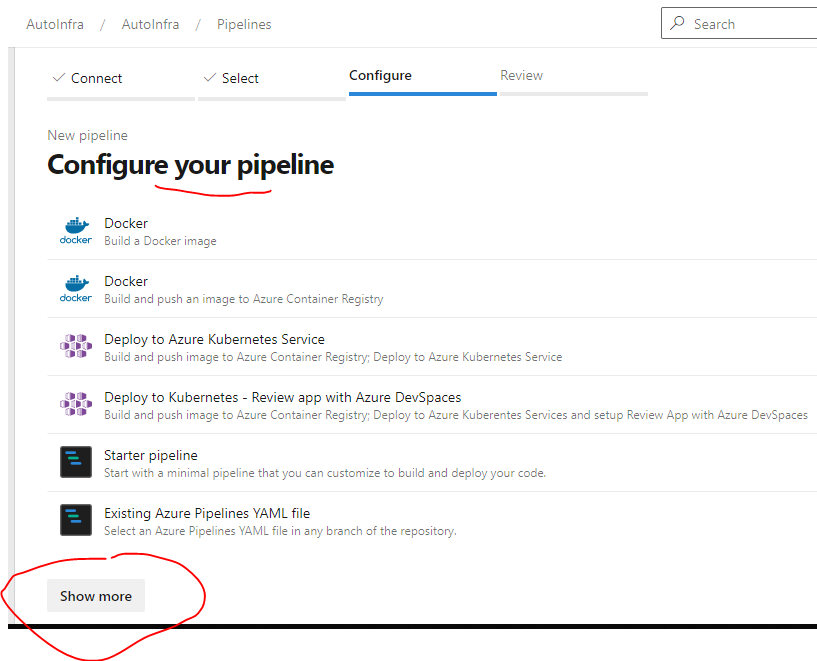 AutoInfra / AutoInfra / Pipelines
Search
Connect
Select
Configure
Review
New pipeline
Configure your pipeline
docker
Docker
Build a Docker image
docker
Docker
Build and push an image to Azure Container Registry
Deploy to Azure Kubernetes Service
Build and push image to Azure Container Registry; Deploy to Azure Kubernetes Service
Deploy to Kubernetes - Review app with Azure DevSpaces
Build and push image to Azure Container Registry; Deploy to Azure Kuberentes Services and setup Review App with Azure DevSpaces
Starter pipeline
Start with a minimal pipeline that you can customize to build and deploy your code.
Existing Azure Pipelines YAML file
Select an Azure Pipelines YAML file in any branch of the repository.
Show more